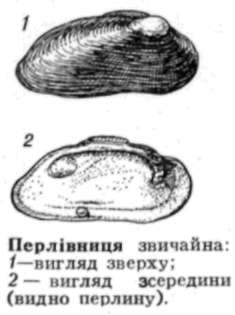 1
2
Перлівниця звичайна:
1—вигляд зверху;
2 — вигляд зсередини
(видно перлину).